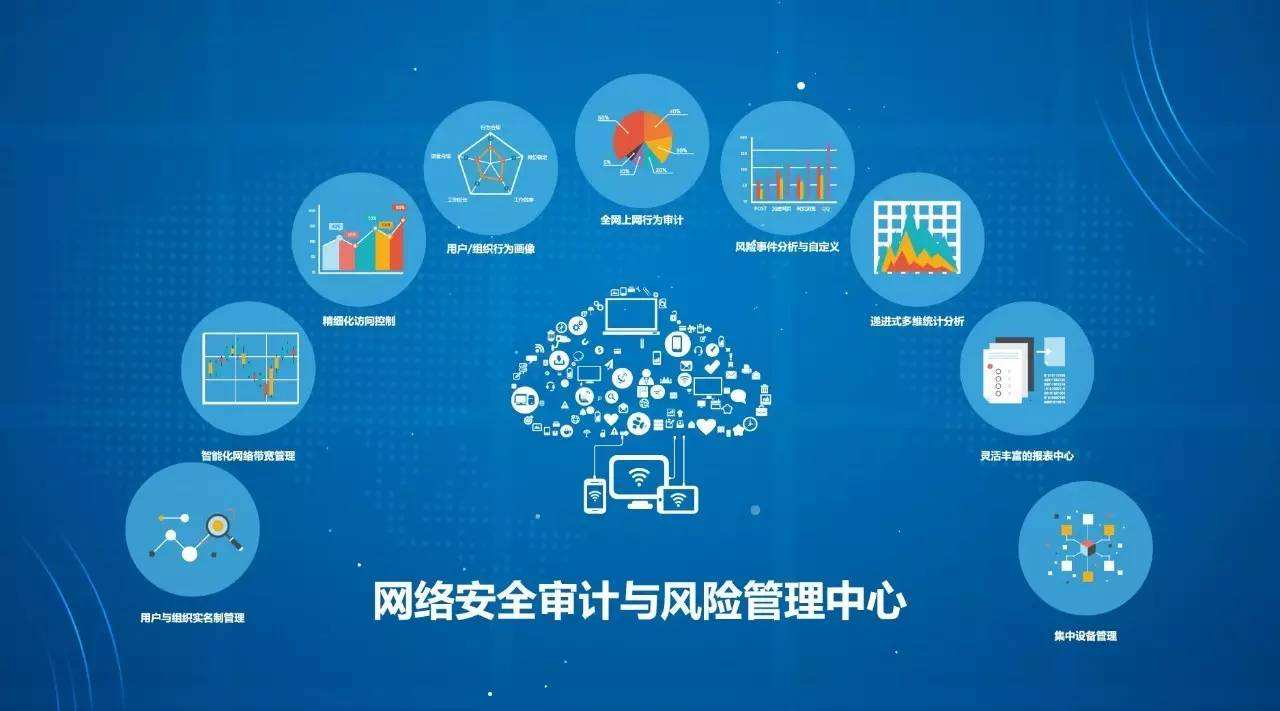 全网上网行为审计
用户/组织行为画像
风险事件分析与自定义
精细化访问控制
递进式多维统计分析
智能化网络带宽管理
灵活丰富的报表中心
用户与组织实名制管理
集中设备管理
网络安全审计与风险管理中心